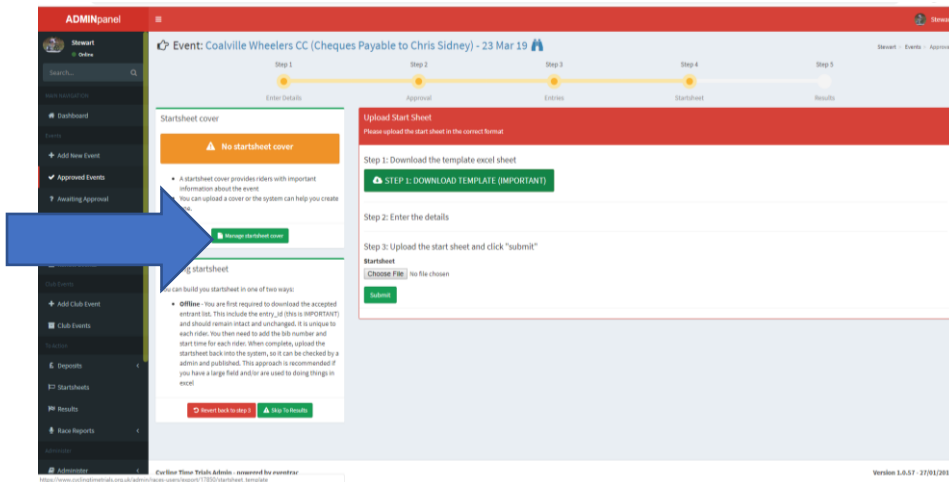 ADMINpanel
Stewart
Stewart
Online
Event: Coalville Wheelers CC (Cheques Payable to Chris Sidney) - 23 Mar 19
Stewart > Events > Approval
Search...
MAIN NAVIGATION
Dashboard
Events
Add New Event
Approved Events
Awaiting Approval
Club Events
Add Club Event
Club Events
Deposits
Startsheets
Results
Race Reports
Administer
Administer
Step 1
Step 2
Step 3
Step 4
Step 5
Enter Details
Approval
Entries
Startsheet
Results
Startsheet cover
No startsheet cover
A startsheet cover provides riders with important
information about the event
You can upload a cover or the system can help you create
Manage startsheet cover
startsheet
can build you startsheet in one of two ways:
Offline - You are first required to download the accepted
entrant list. This include the entry_id (this is IMPORTANT)
and should remain intact and unchanged, it is unique to
each rider. You then need to add the bib number and
start time for each rider. When complete, upload the
startsheet back into the system, so it can be checked by a
admin and published. This approach is recommended if
you have a large field and/or are used to doing things in
excel
Revert back to step 3
Skip To Results
Upload Start Sheet
Please upload the start sheet in the correct format
Step 1: Download the template excel sheet
STEP 1: DOWNLOAD TEMPLATE (IMPORTANT)
Step 2: Enter the details
Step 3: Upload the start sheet and click "submit"
Startsheet
Choose File No file chosen
Submit
Cycling Time Trials Admin - powered by eventrac
Version 1.0.57 - 27/01/201
https://www.cyclingtimetrials.org.uk/admin/races-users/export/17892/startsheet_template